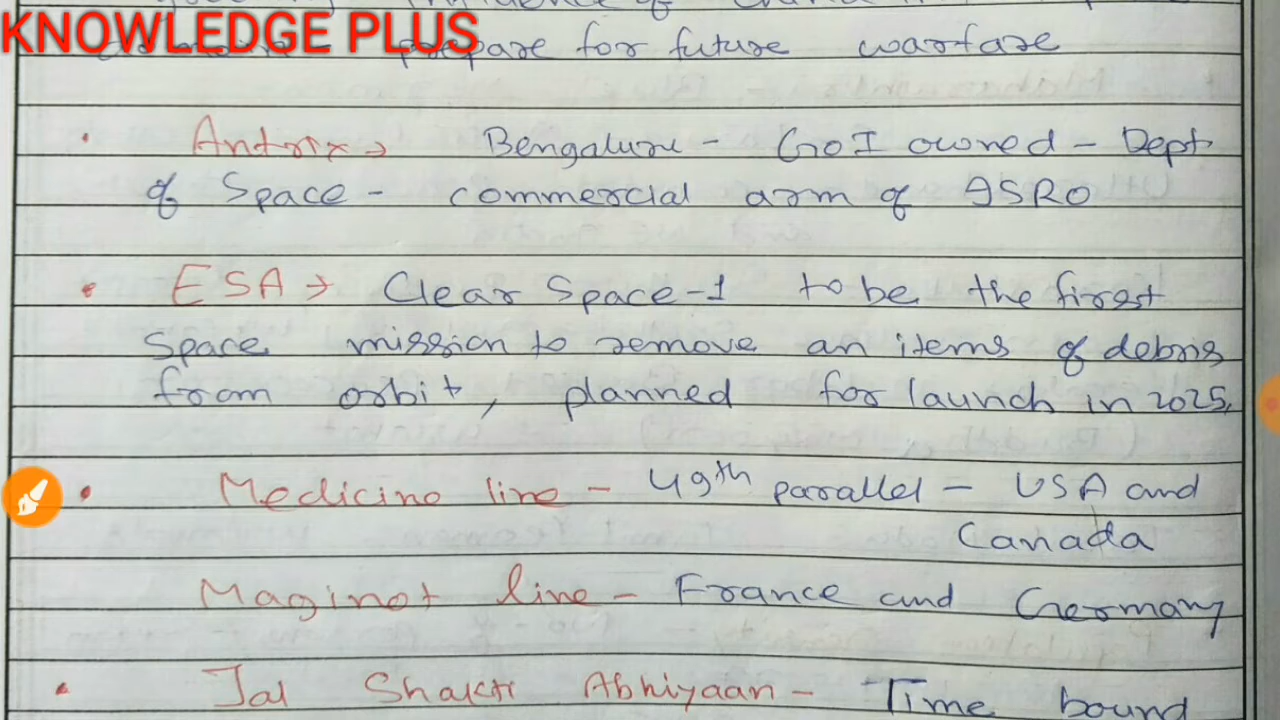 influence of
KNOWLEDGE PLUS
prepare for future warfare
• Antrix → Bengaluru - GoI owned - Dept
of Space - commercial arm of ISRO
• ESA → Clear Space-1 to be the first
Space mission to remove an items of debris
from orbit, planned for launch in 2025,
• Medicine line - 49th parallel - USA and
Canada
Maginot line - France and Germany
• Jal Shakti Abhiyaan - Time bound